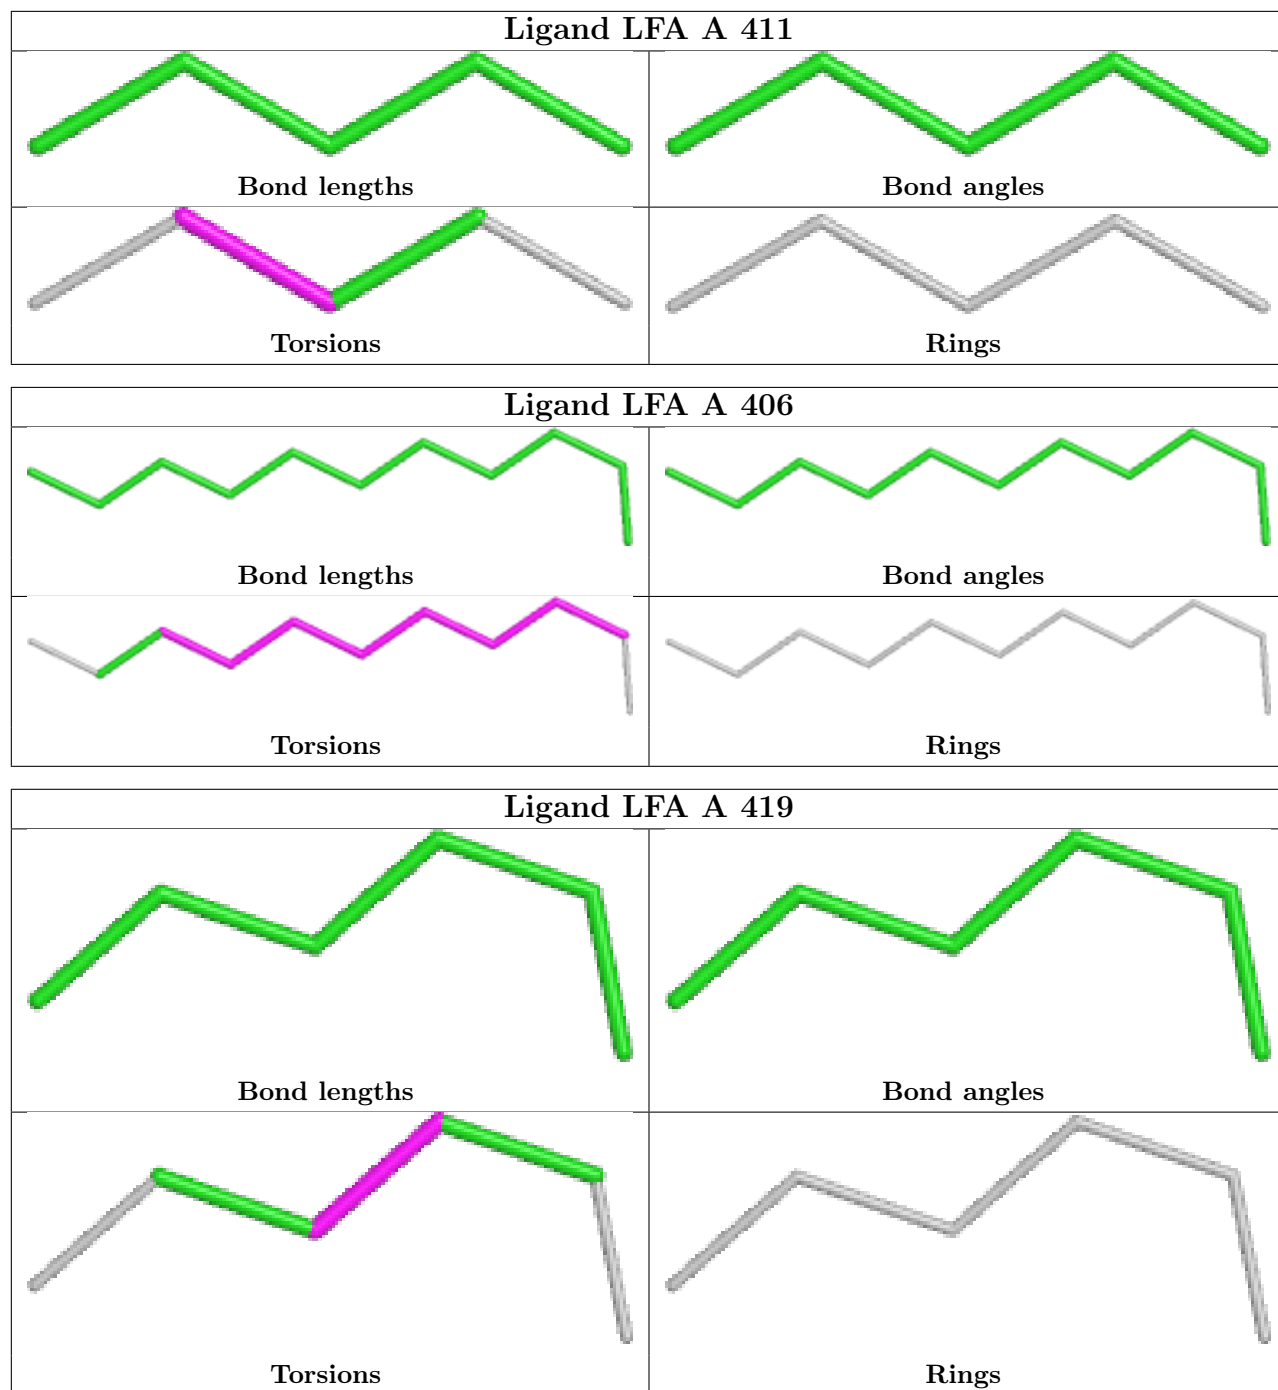 Ligand LFA A 411
Bond lengths
Bond angles
Torsions
Rings
Ligand LFA A 406
Bond lengths
Bond angles
Torsions
Rings
Ligand LFA A 419
Bond lengths
Bond angles
Torsions
Rings